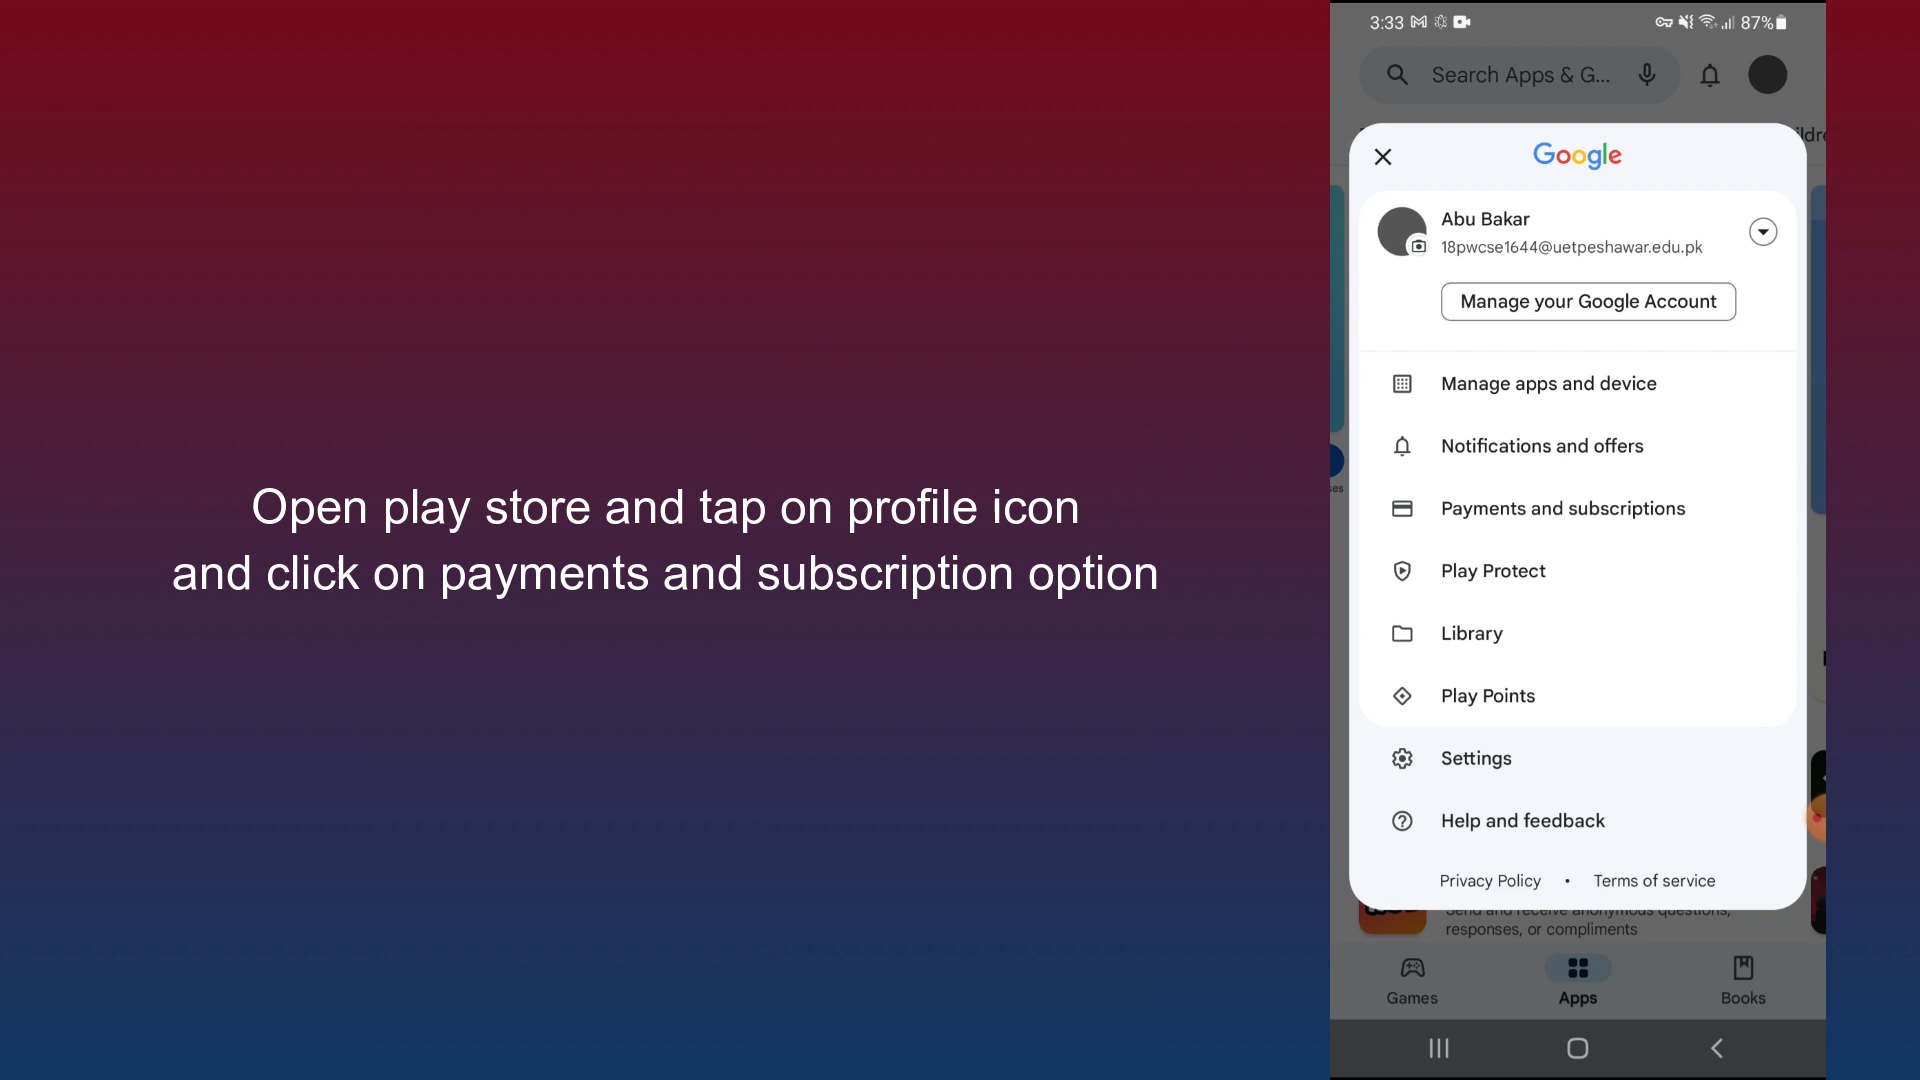 Open play store and tap on profile icon
and click on payments and subscription option
3:33
87%
Search Apps & G...
Google
Abu Bakar
18pwcse1644@uetpeshawar.edu.pk
Manage your Google Account
Manage apps and device
Notifications and offers
Payments and subscriptions
Play Protect
Library
Play Points
Settings
Help and feedback
Privacy Policy • Terms of service
Send and receive anonymous questions,
responses, or compliments
Games
Apps
Books